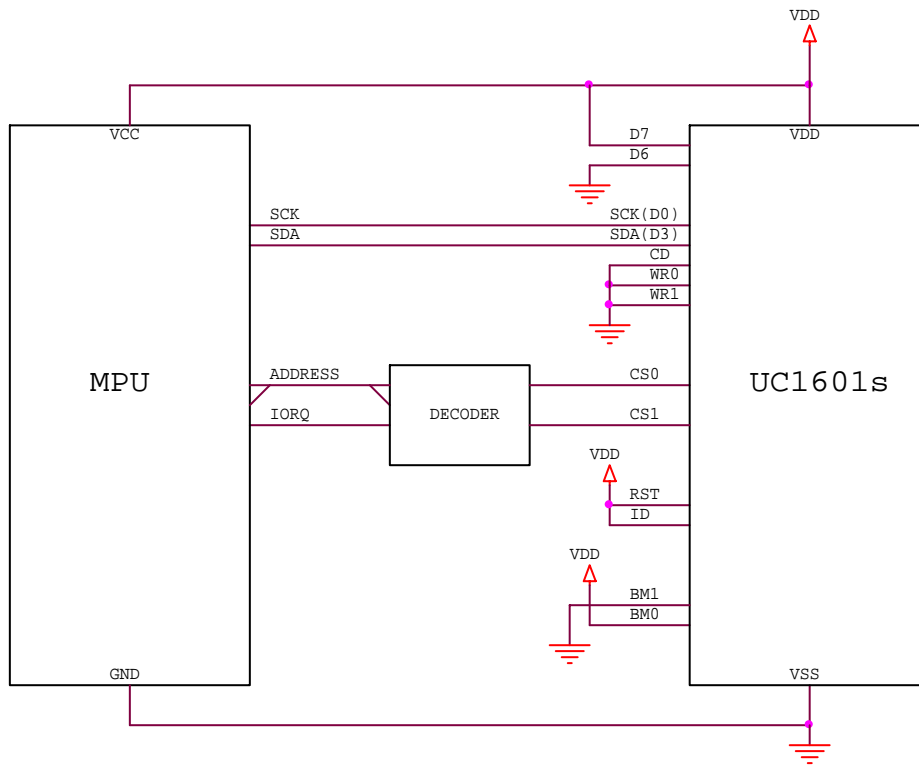 VDD
VCC
VDD
D7
D6
SCK
SCK(D0)
SDA
SDA(D3)
CD
WR0
WR1
MPU
UC1601s
ADDRESS
CS0
DECODER
IORQ
CS1
VDD
RST
ID
VDD
BM1
BM0
GND
VSS